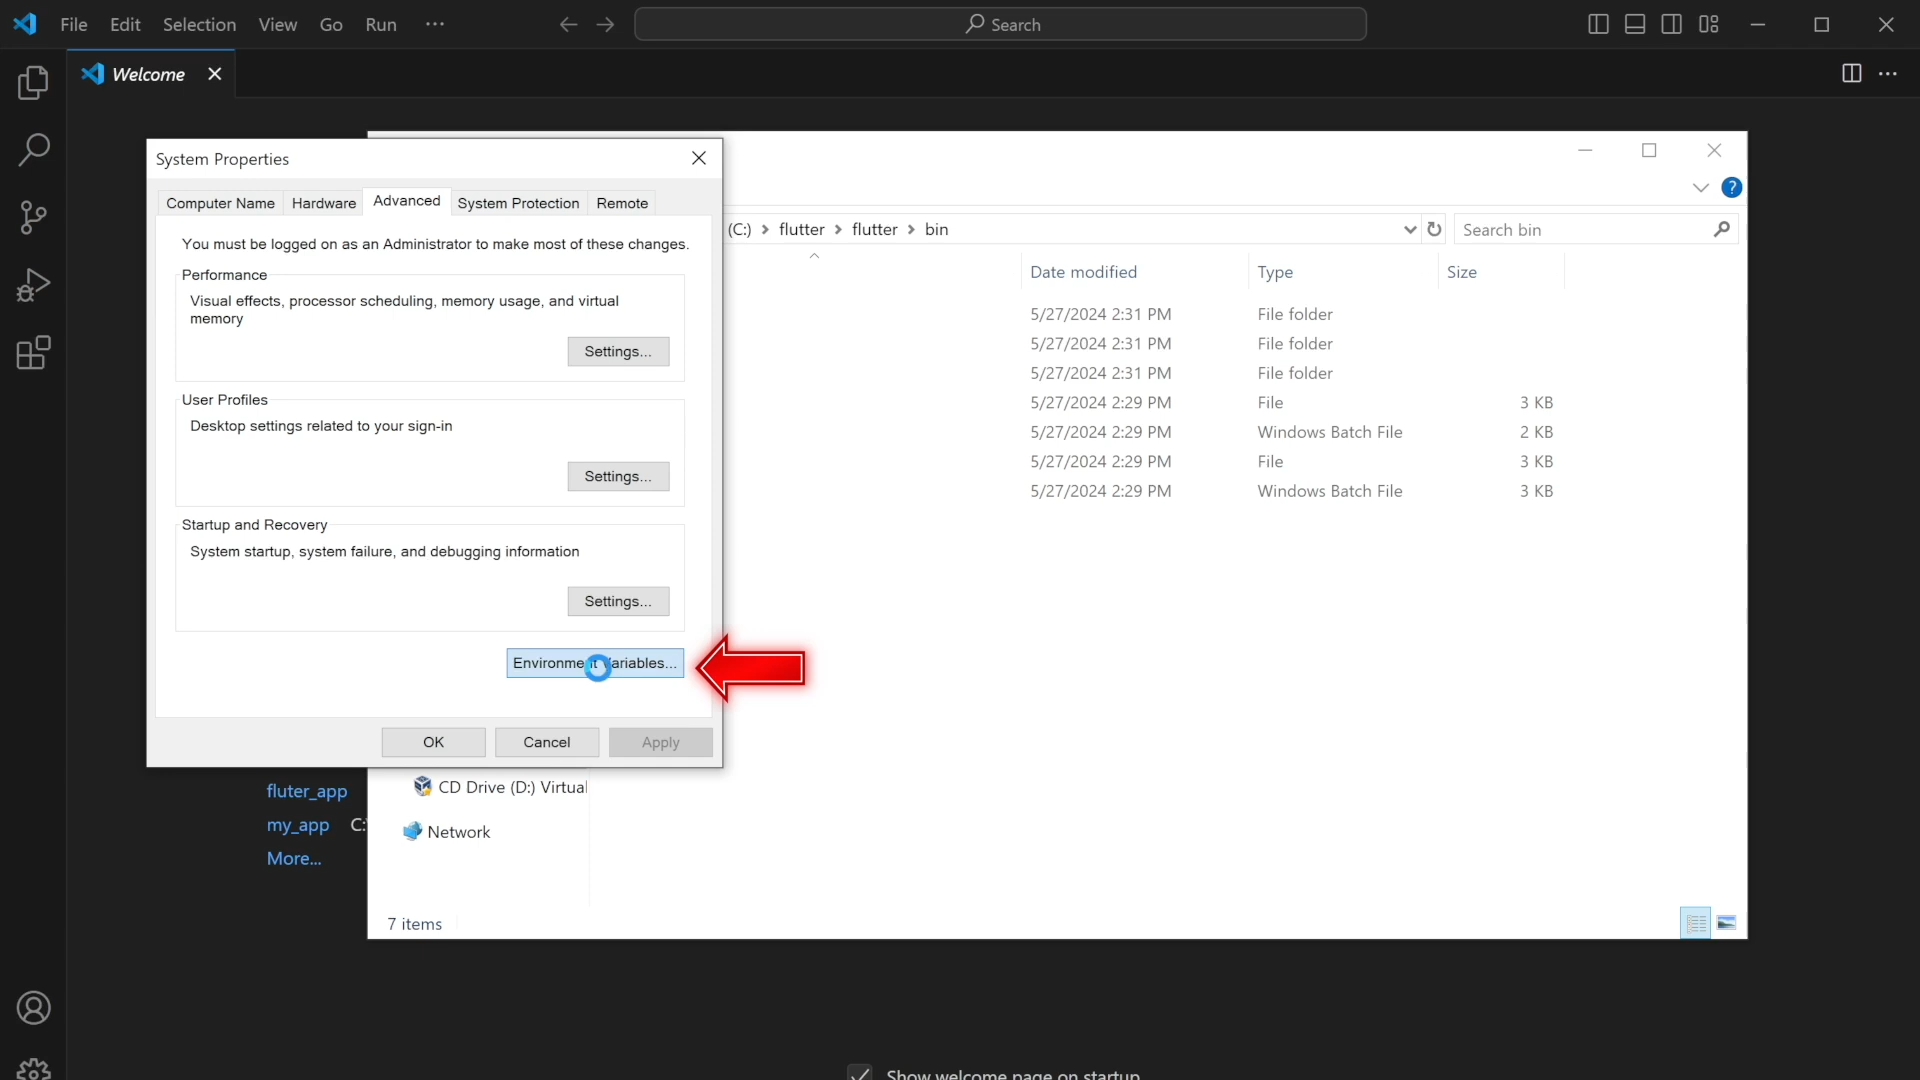 File Edit Selection View Go Run ···
Search
Welcome
System Properties
Computer Name Hardware Advanced System Protection Remote
You must be logged on as an Administrator to make most of these changes.
Performance
Visual effects, processor scheduling, memory usage, and virtual
memory
Settings...
User Profiles
Desktop settings related to your sign-in
Settings...
Startup and Recovery
System startup, system failure, and debugging information
Settings...
Environment Variables...
OK Cancel Apply
(C:) > flutter > flutter > bin
Search bin
?
Date modified Type Size
5/27/2024 2:31 PM File folder
5/27/2024 2:31 PM File folder
5/27/2024 2:31 PM File folder
5/27/2024 2:29 PM File 3 KB
5/27/2024 2:29 PM Windows Batch File 2 KB
5/27/2024 2:29 PM File 3 KB
5/27/2024 2:29 PM Windows Batch File 3 KB
CD Drive (D:) Virtual
Network
7 items
fluter_app
my_app C:
More...
Show welcome page on startup